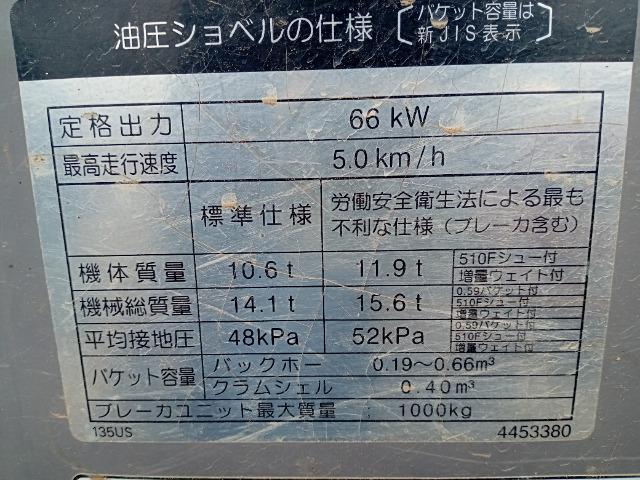 油圧ショベルの仕様 〔バケット容量は
新JIS表示〕
定格出力 66kW
最高走行速度 5.0km/h
標準仕様 労働安全衛生法による最も
不利な仕様(ブレーカ含む)
機体質量 10.6t 11.9t 510Fシュー付
増量ウェイト付
機械総質量 14.1t 15.6t 0.59バケット付
510Fシュー付
増量ウェイト付
平均接地圧 48kPa 52kPa 0.59バケット付
510Fシュー付
増量ウェイト付
バケット容量 バックホー 0.19〜0.66m³
クラムシェル 0.40m³
ブレーカユニット最大質量 : 1000kg
135US 4453380